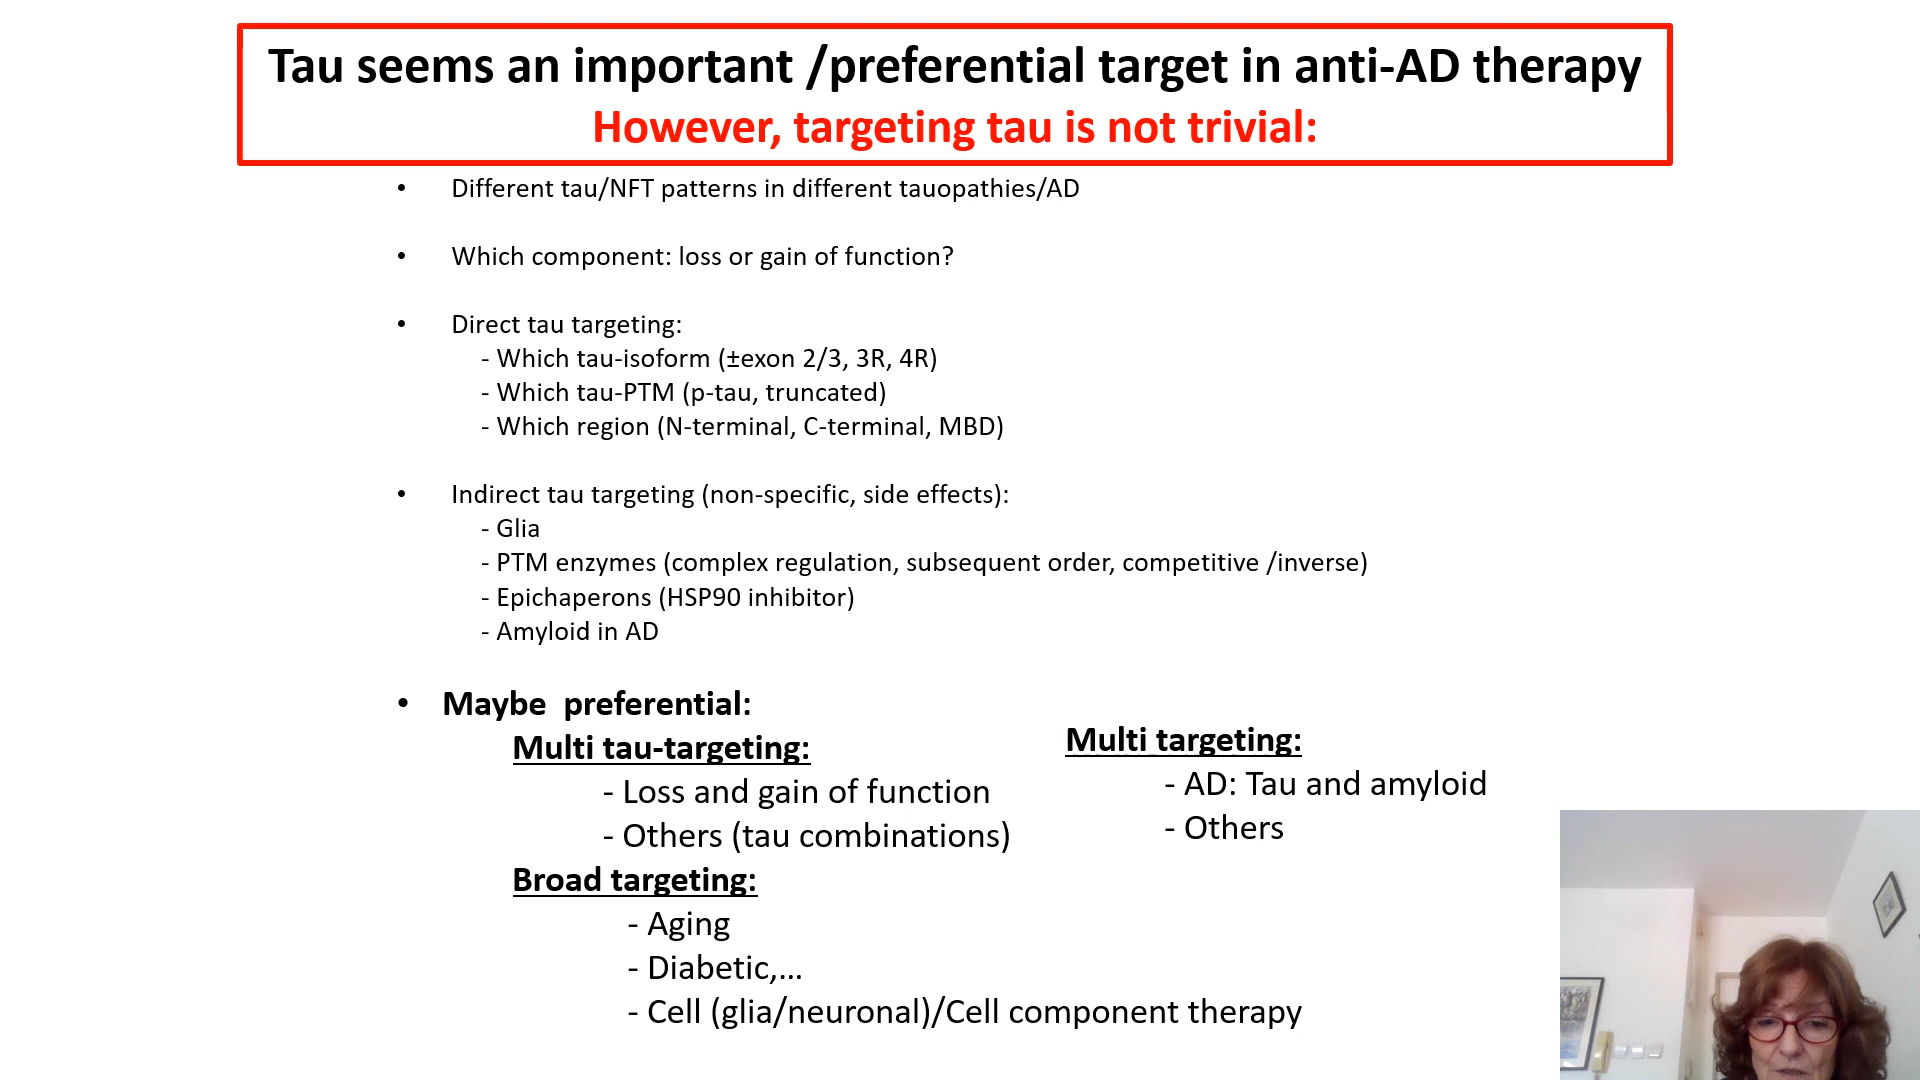 Tau seems an important /preferential target in anti-AD therapy
However, targeting tau is not trivial:
• Different tau/NFT patterns in different tauopathies/AD
• Which component: loss or gain of function?
• Direct tau targeting:
- Which tau-isoform (±exon 2/3, 3R, 4R)
- Which tau-PTM (p-tau, truncated)
- Which region (N-terminal, C-terminal, MBD)
• Indirect tau targeting (non-specific, side effects):
- Glia
- PTM enzymes (complex regulation, subsequent order, competitive /inverse)
- Epichaperons (HSP90 inhibitor)
- Amyloid in AD
• Maybe preferential:
Multi tau-targeting:
- Loss and gain of function
- Others (tau combinations)
Broad targeting:
- Aging
- Diabetic,...
- Cell (glia/neuronal)/Cell component therapy
Multi targeting:
- AD: Tau and amyloid
- Others